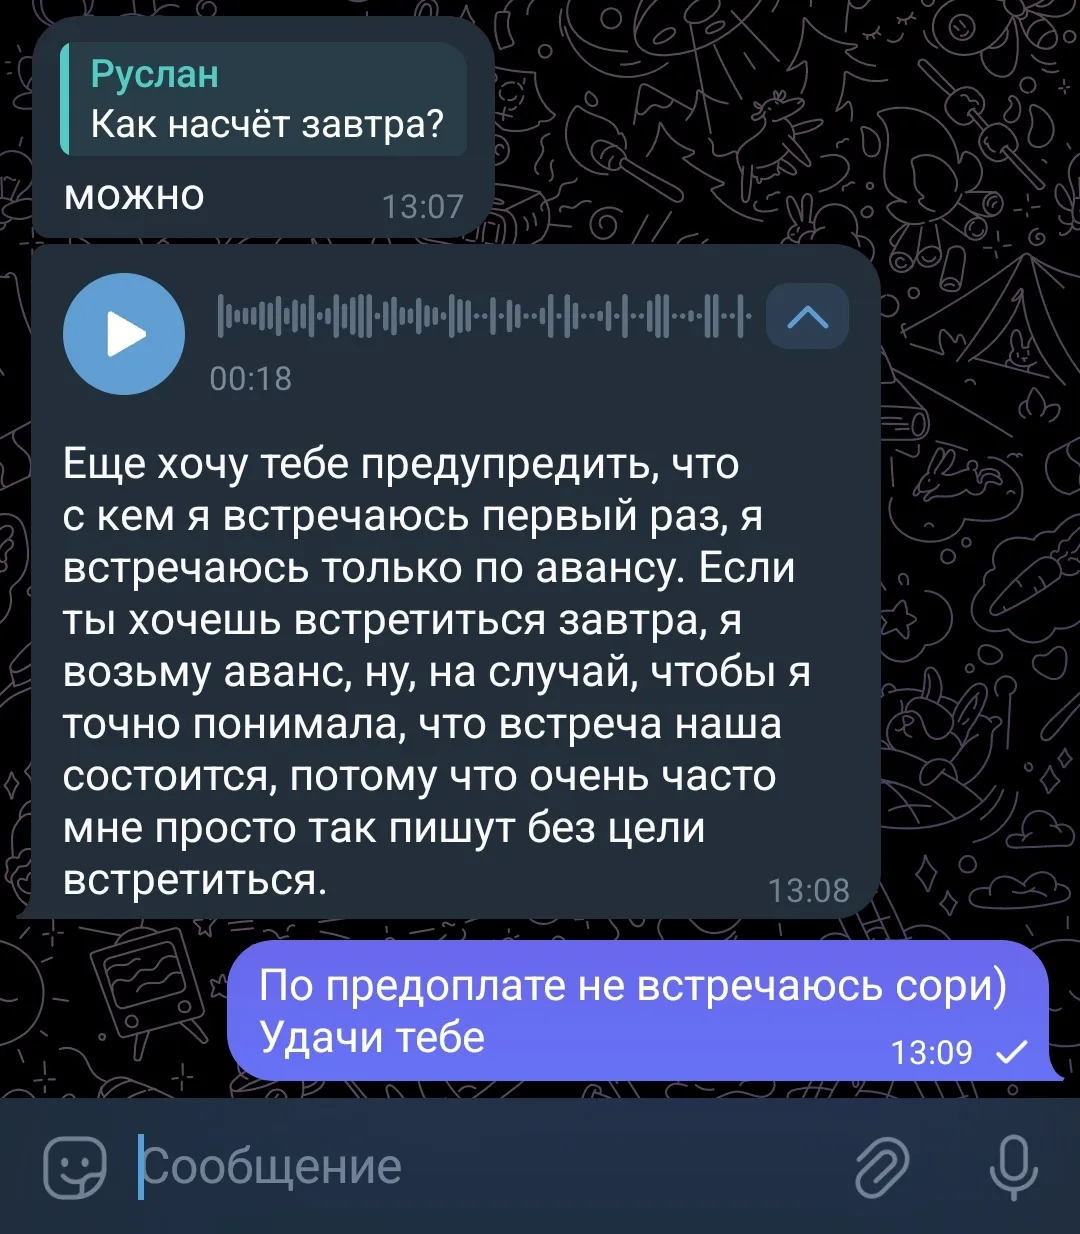 Руслан
Как насчёт завтра?
можно
13:07
00:18
Еще хочу тебе предупредить, что
с кем я встречаюсь первый раз, я
встречаюсь только по авансу. Если
ты хочешь встретиться завтра, я
возьму аванс, ну, на случай, чтобы я
точно понимала, что встреча наша
состоится, потому что очень часто
мне просто так пишут без цели
встретиться.
13:08
По предоплате не встречаюсь сори)
Удачи тебе
13:09
Сообщение